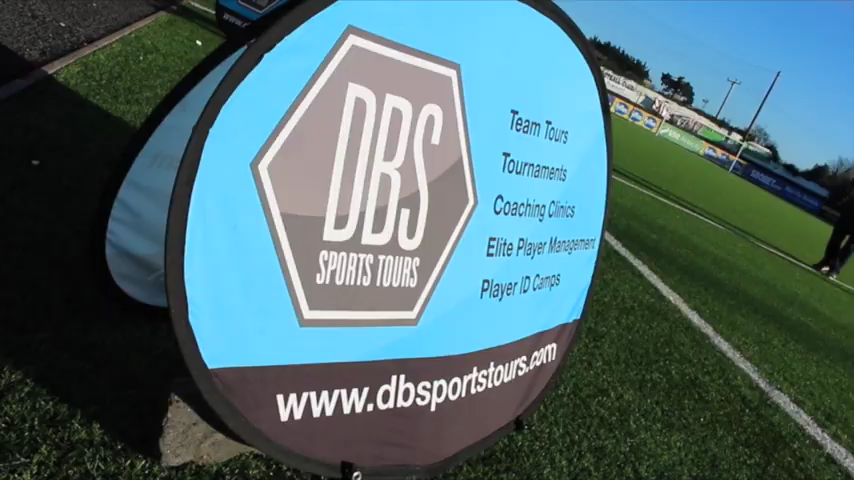 DBS
SPORTS TOURS
Team Tours
Tournaments
Coaching Clinics
Elite Player Management
Player ID Camps
www.dbsportstours.com